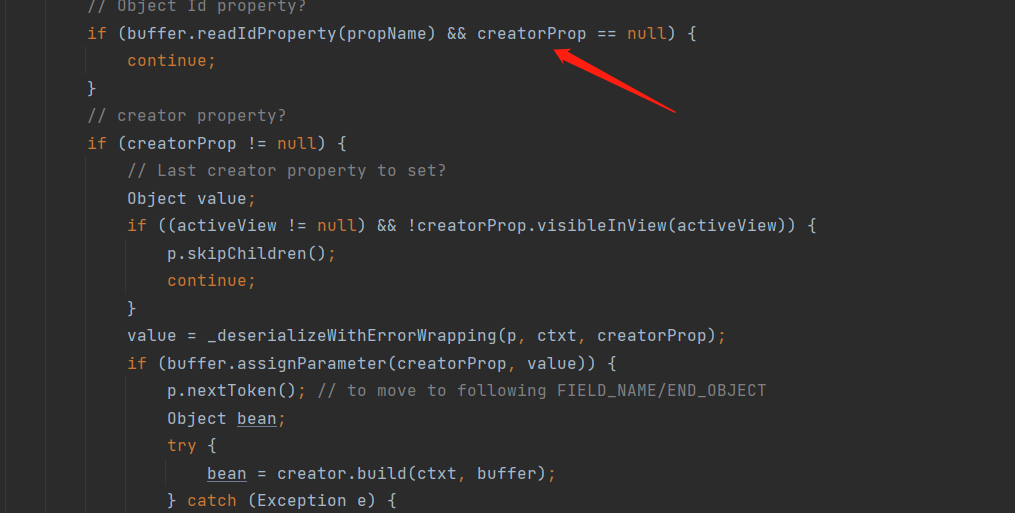 // Object Id property?
if (buffer.readIdProperty(propName) && creatorProp == null) {
continue;
}
// creator property?
if (creatorProp != null) {
// Last creator property to set?
Object value;
if ((activeView != null) && !creatorProp.visibleInView(activeView)) {
p.skipChildren();
continue;
}
value = _deserializeWithErrorWrapping(p, ctxt, creatorProp);
if (buffer.assignParameter(creatorProp, value)) {
p.nextToken(); // to move to following FIELD_NAME/END_OBJECT
Object bean;
try {
bean = creator.build(ctxt, buffer);
} catch (Exception e) {